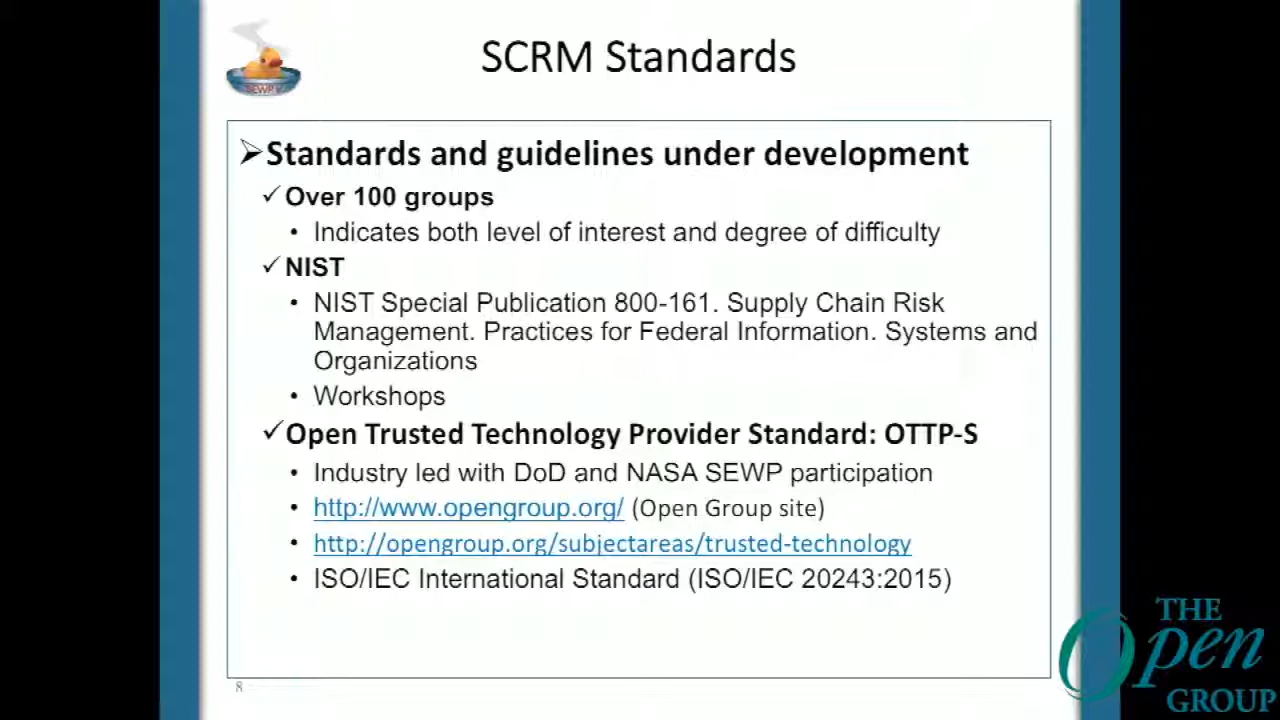 SCRM Standards
SEWP
➢Standards and guidelines under development
✓Over 100 groups
• Indicates both level of interest and degree of difficulty
✓NIST
• NIST Special Publication 800-161. Supply Chain Risk
Management. Practices for Federal Information. Systems and
Organizations
• Workshops
✓Open Trusted Technology Provider Standard: OTTP-S
• Industry led with DoD and NASA SEWP participation
• http://www.opengroup.org/ (Open Group site)
• http://opengroup.org/subjectareas/trusted-technology
• ISO/IEC International Standard (ISO/IEC 20243:2015)
8
THE
Open
GROUP